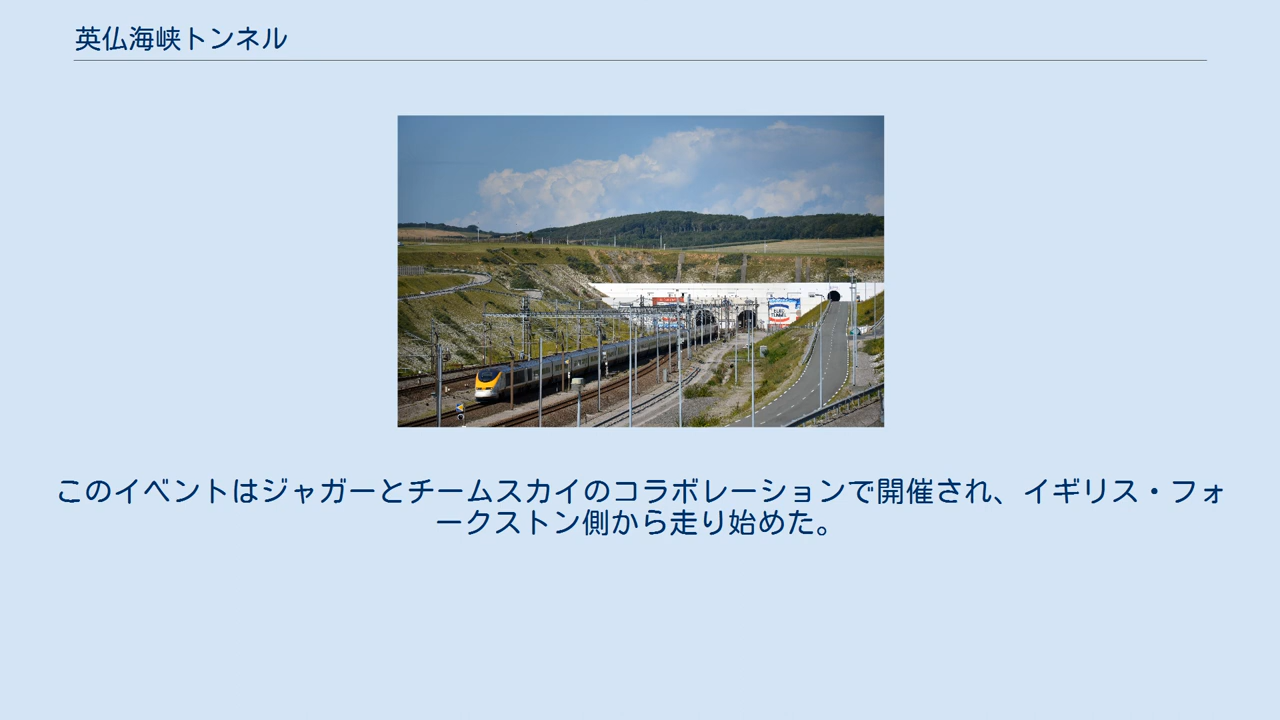 英仏海峡トンネル
このイベントはジャガーとチームスカイのコラボレーションで開催され、イギリス・フォ
ークストン側から走り始めた。